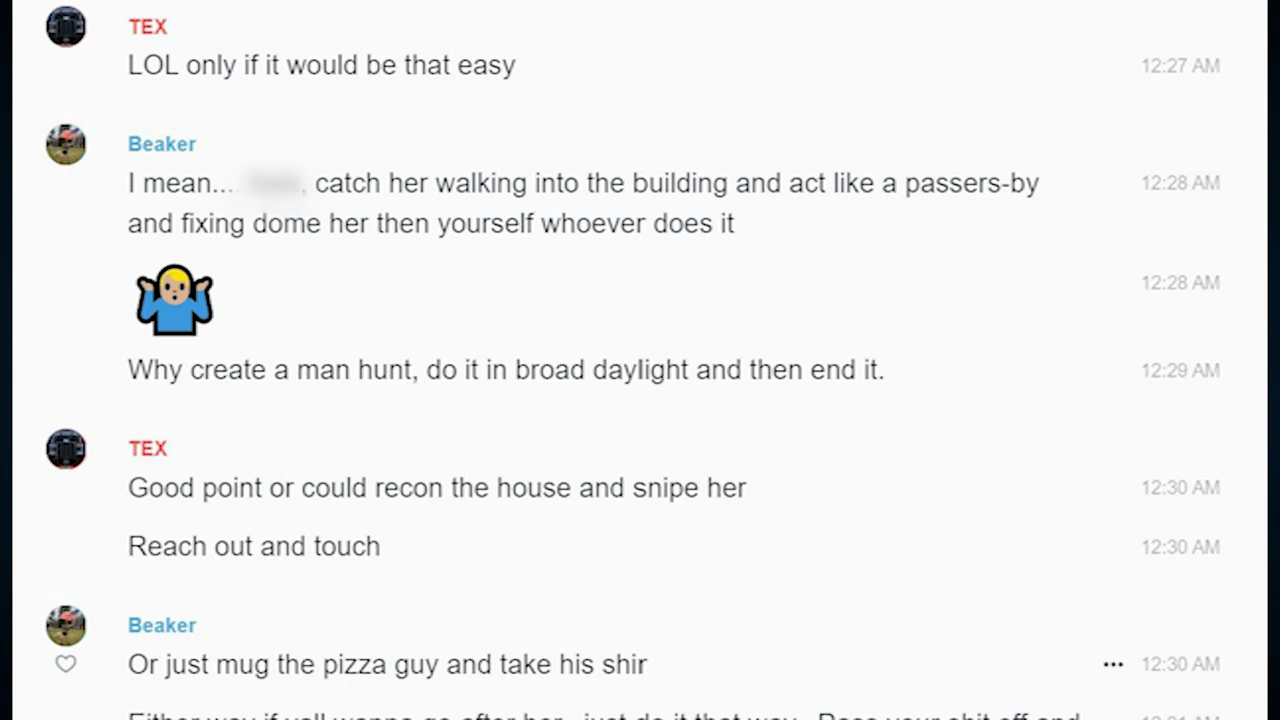 TEX
LOL only if it would be that easy
12:27 AM
Beaker
I mean... catch her walking into the building and act like a passers-by
12:28 AM
and fixing dome her then yourself whoever does it
12:28 AM
Why create a man hunt, do it in broad daylight and then end it.
12:29 AM
TEX
Good point or could recon the house and snipe her
12:30 AM
Reach out and touch
12:30 AM
Beaker
Or just mug the pizza guy and take his shir
••• 12:30 AM